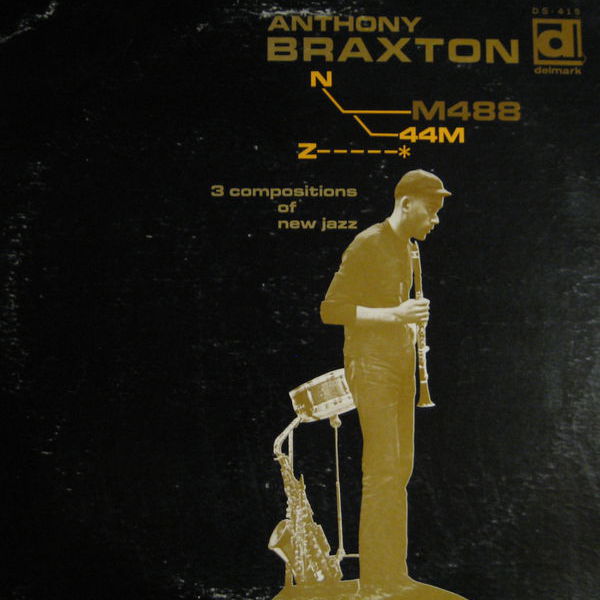 DS-415
ANTHONY
BRAXTON
d
delmark
N
M488
44M
Z-----*
3 compositions
of
new jazz